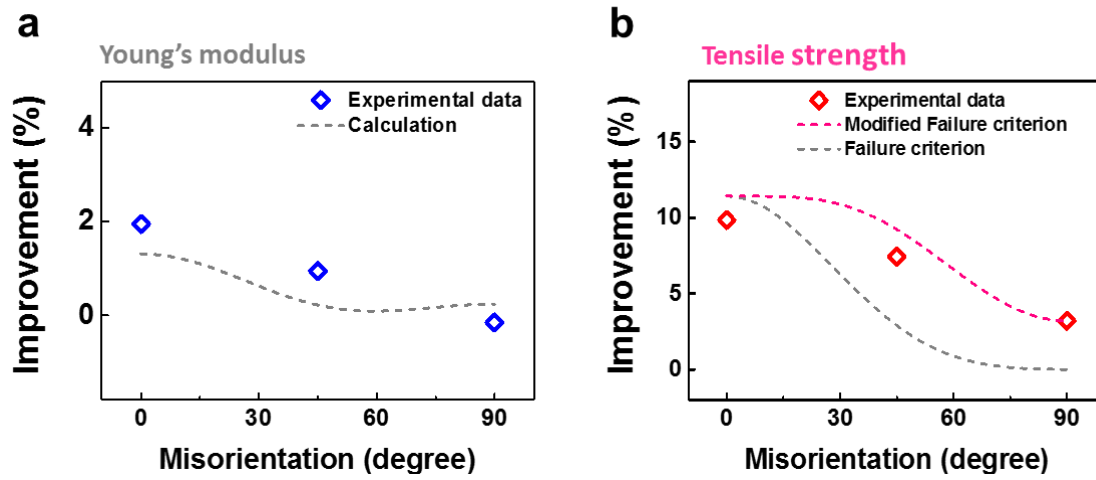 a
Young's modulus
Improvement (%)
4
2
0
Experimental data
Calculation
0 30 60 90
Misorientation (degree)
b
Tensile strength
Improvement (%)
15
10
5
0
Experimental data
Modified Failure criterion
Failure criterion
0 30 60 90
Misorientation (degree)